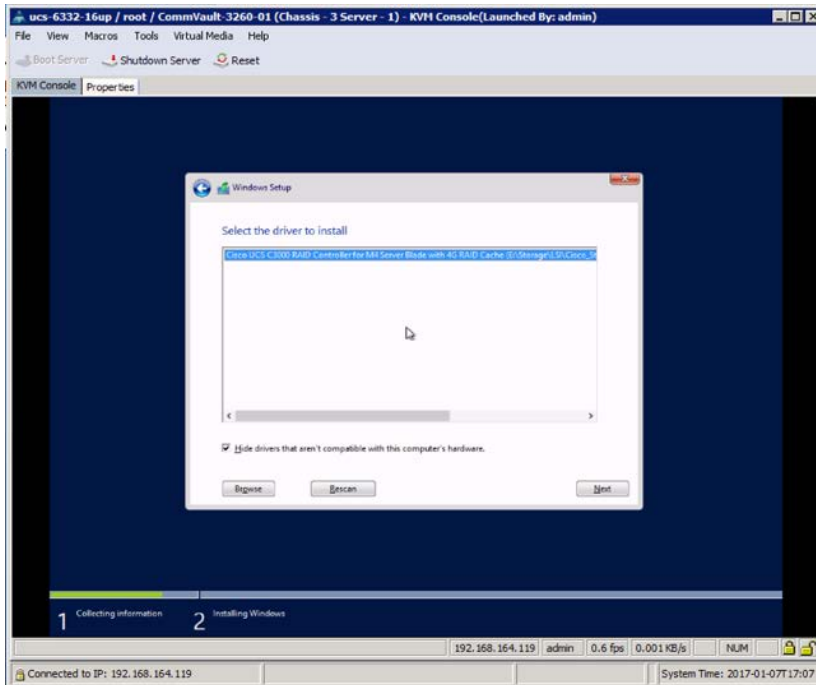 ucs-6332-16up / root / CommVault-3260-01 (Chassis - 3 Server - 1) - KVM Console(Launched By: admin)
File View Macros Tools Virtual Media Help
Boot Server Shutdown Server Reset
KVM Console Properties
Windows Setup
Select the driver to install
Cisco UCS C3000 RAID Controller for M4 Server Blade with 4G RAID Cache (D:\Storage\LSI\Cisco_St
Hide drivers that aren't compatible with this computer's hardware.
Browse Rescan Next
1 Collecting information 2 Installing Windows
192.168.164.119 admin 0.6 fps 0.001 KB/s NUM
Connected to IP: 192.168.164.119 System Time: 2017-01-07T17:07